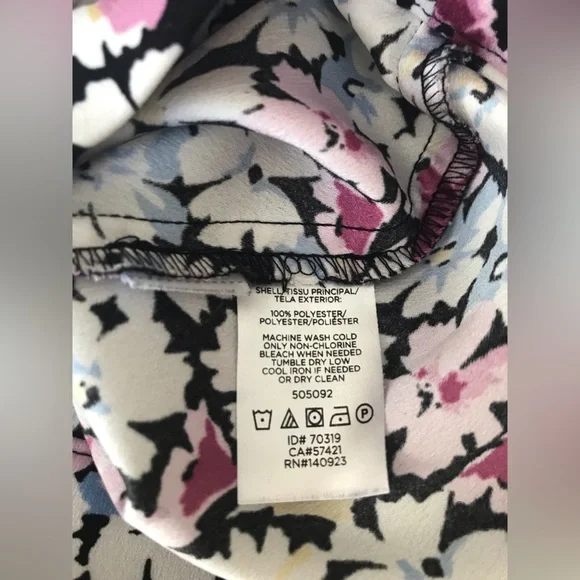 SHELL/TISSU PRINCIPAL/
TELA EXTERIOR:
100% POLYESTER/
POLYESTER/POLIÉSTER
MACHINE WASH COLD
ONLY NON-CHLORINE
BLEACH WHEN NEEDED
TUMBLE DRY LOW
COOL IRON IF NEEDED
OR DRY CLEAN
505092
P
ID# 70319
CA#57421
RN#140923